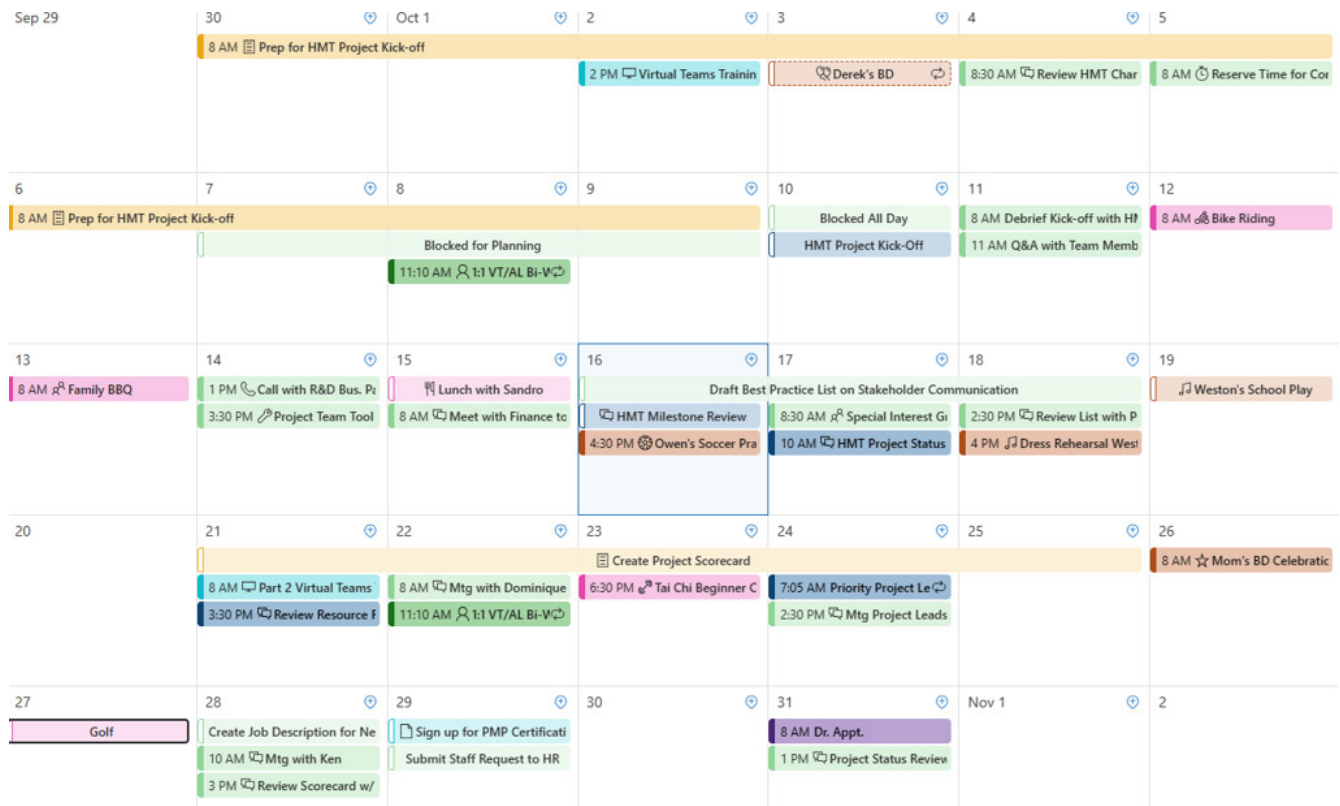 Sep 29 30 Oct 1 2 3 4 5
8 AM Prep for HMT Project Kick-off
2 PM Virtual Teams Trainin Derek's BD 8:30 AM Review HMT Char 8 AM Reserve Time for Cor
6 7 8 9 10 11 12
8 AM Prep for HMT Project Kick-off Blocked All Day 8 AM Debrief Kick-off with HM 8 AM Bike Riding
Blocked for Planning HMT Project Kick-Off 11 AM Q&A with Team Memb
11:10 AM 1:1 VT/AL Bi-W
13 14 15 16 17 18 19
8 AM Family BBQ 1 PM Call with R&D Bus. Pa Lunch with Sandro Draft Best Practice List on Stakeholder Communication Weston's School Play
3:30 PM Project Team Tool 8 AM Meet with Finance to HMT Milestone Review 8:30 AM Special Interest Gr 2:30 PM Review List with P
4:30 PM Owen's Soccer Pra 10 AM HMT Project Status 4 PM Dress Rehearsal West
20 21 22 23 24 25 26
Create Project Scorecard 8 AM Mom's BD Celebratic
8 AM Part 2 Virtual Teams 8 AM Mtg with Dominique 6:30 PM Tai Chi Beginner C 7:05 AM Priority Project Le
3:30 PM Review Resource F 11:10 AM 1:1 VT/AL Bi-W 2:30 PM Mtg Project Leads
27 28 29 30 31 Nov 1 2
Golf Create Job Description for Ne Sign up for PMP Certificati 8 AM Dr. Appt.
10 AM Mtg with Ken Submit Staff Request to HR 1 PM Project Status Review
3 PM Review Scorecard w/